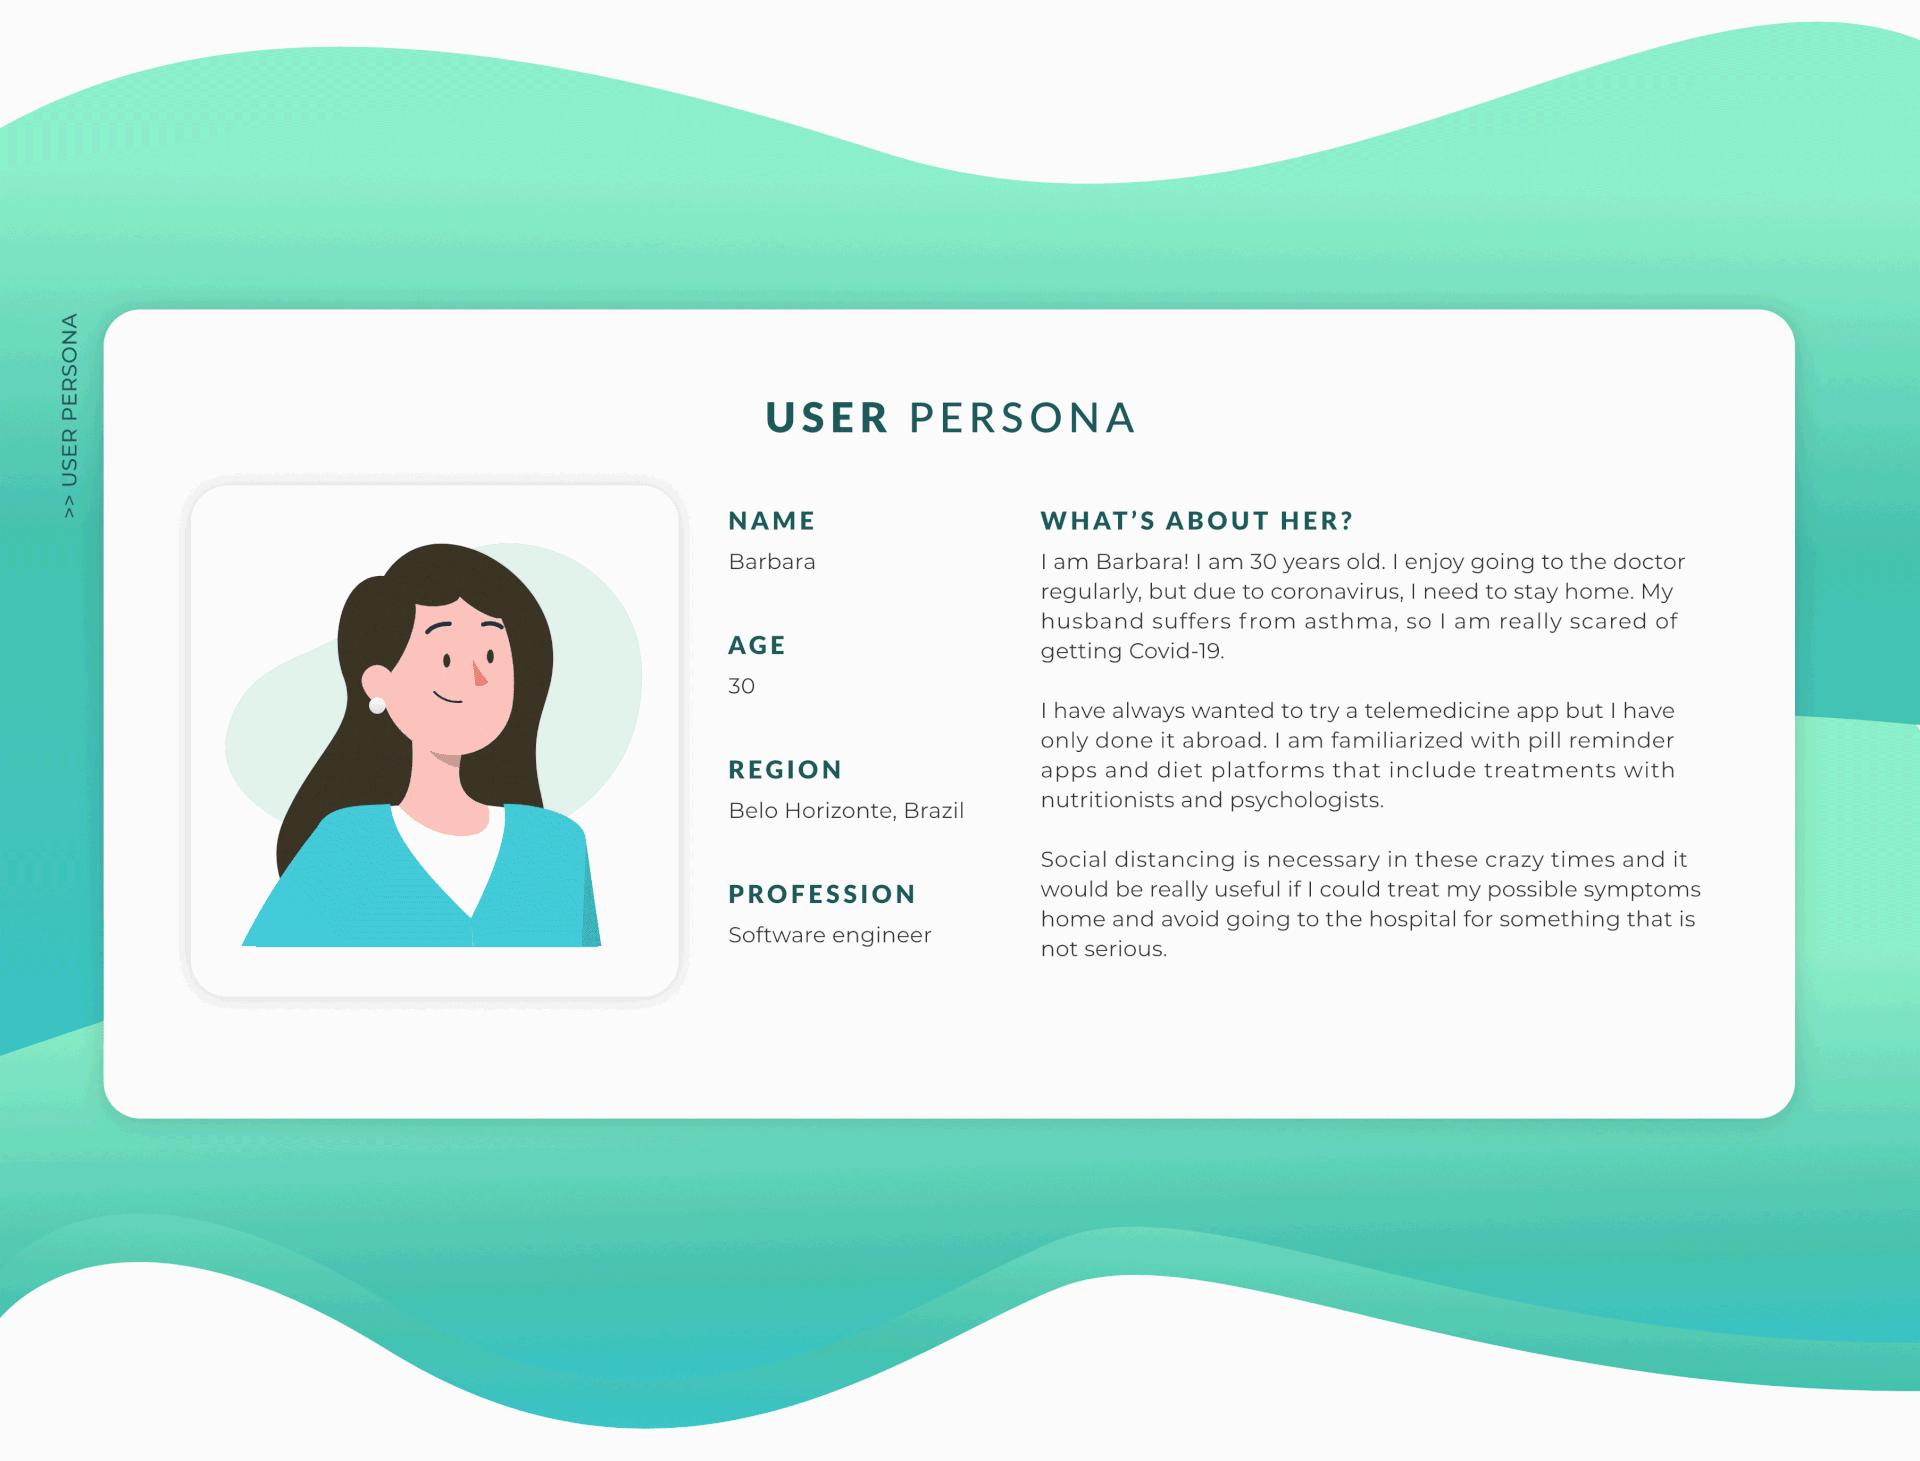 >> USER PERSONA
USER PERSONA
NAME
Barbara
AGE
30
REGION
Belo Horizonte, Brazil
PROFESSION
Software engineer
WHAT’S ABOUT HER?
I am Barbara! I am 30 years old. I enjoy going to the doctor
regularly, but due to coronavirus, I need to stay home. My
husband suffers from asthma, so I am really scared of
getting Covid-19.
I have always wanted to try a telemedicine app but I have
only done it abroad. I am familiarized with pill reminder
apps and diet platforms that include treatments with
nutritionists and psychologists.
Social distancing is necessary in these crazy times and it
would be really useful if I could treat my possible symptoms
home and avoid going to the hospital for something that is
not serious.